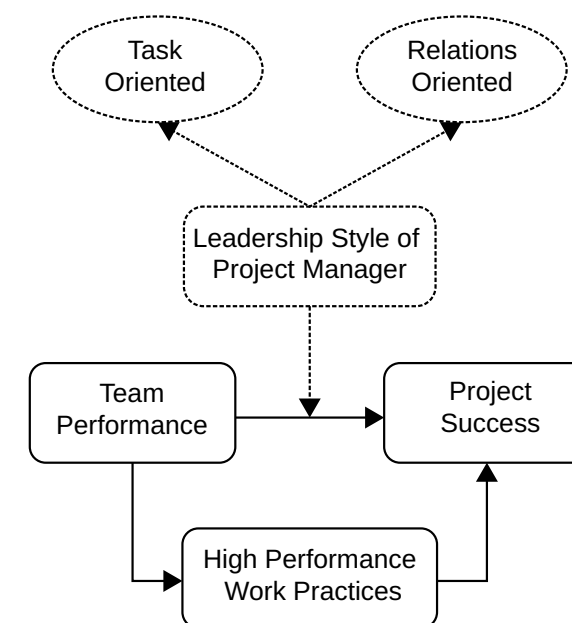 Task
Oriented
Relations
Oriented
Leadership Style of
Project Manager
Team
Performance
Project
Success
High Performance
Work Practices